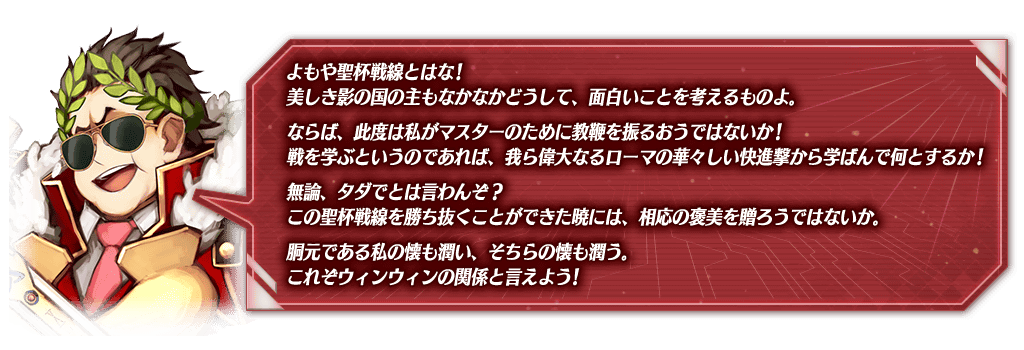 よもや聖杯戦線とはな！
美しき影の国の主もなかなかどうして、面白いことを考えるものよ。
ならば、此度は私がマスターのために教鞭を振るおうではないか！
戦を学ぶというのであれば、我ら偉大なるローマの華々しい快進撃から学ばんで何とするか！
無論、タダでとは言わんぞ？
この聖杯戦線を勝ち抜くことができた暁には、相応の褒美を贈ろうではないか。
胴元である私の懐も潤い、そちらの懐も潤う。
これぞウィンウィンの関係と言えよう！